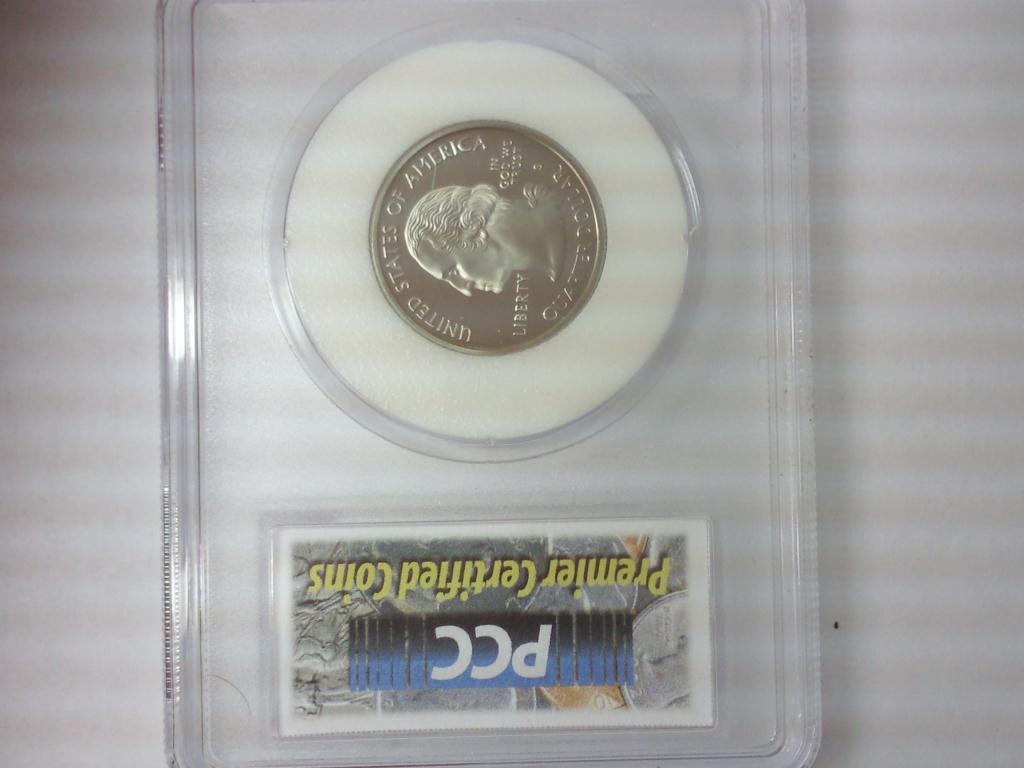 UNITED STATES OF AMERICA
LIBERTY
IN
GOD WE
TRUST
S
QUARTER DOLLAR
PCC
Premier Certified Coins